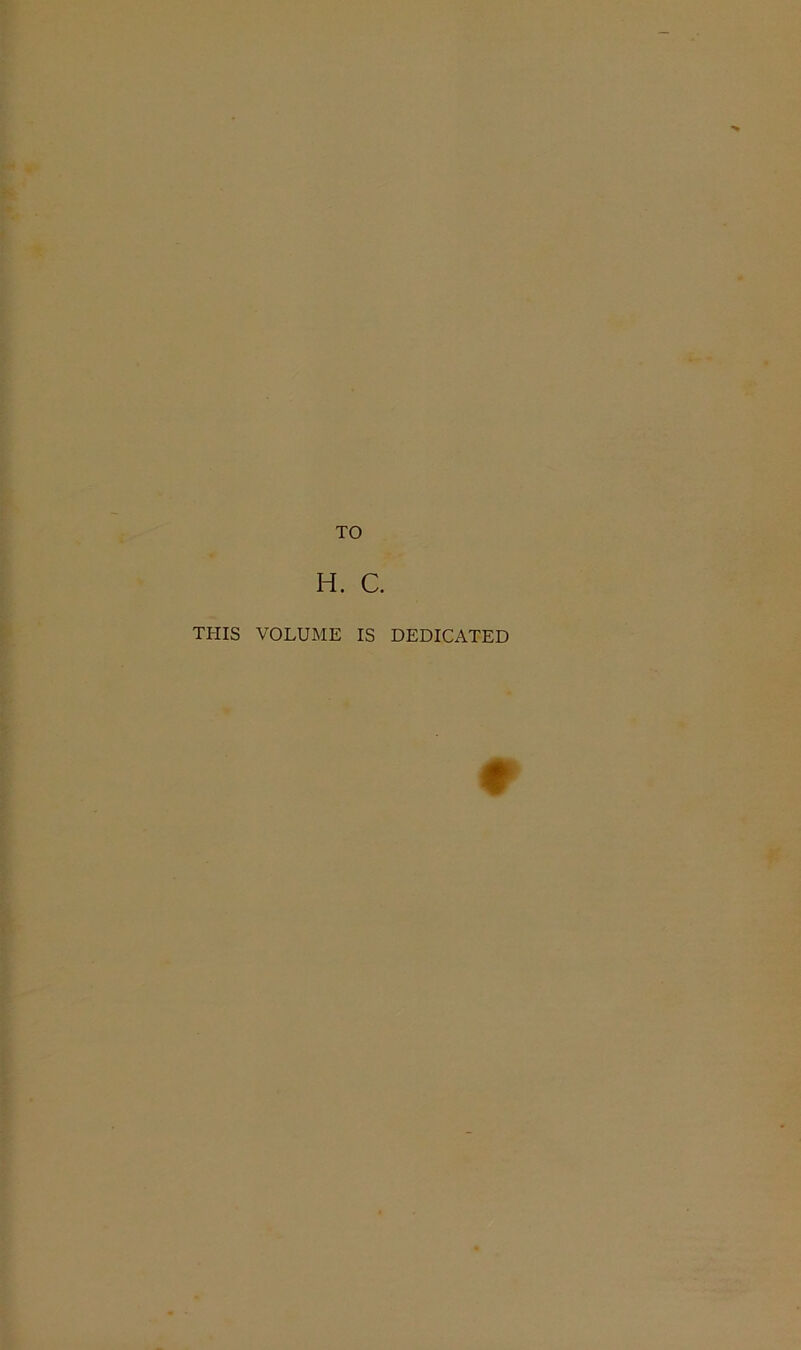 TO
H. C.
THIS VOLUME IS DEDICATED